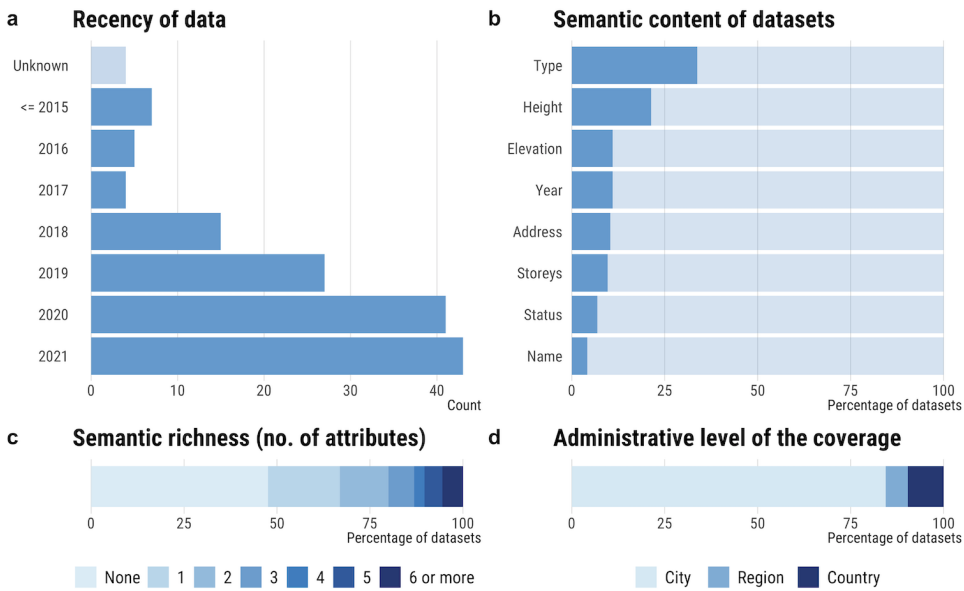 a Recency of data
Unknown
<= 2015
2016
2017
2018
2019
2020
2021
0 10 20 30 40
Count
b Semantic content of datasets
Type
Height
Elevation
Year
Address
Storeys
Status
Name
0 25 50 75 100
Percentage of datasets
c Semantic richness (no. of attributes)
0 25 50 75 100
Percentage of datasets
None 1 2 3 4 5 6 or more
d Administrative level of the coverage
0 25 50 75 100
Percentage of datasets
City Region Country